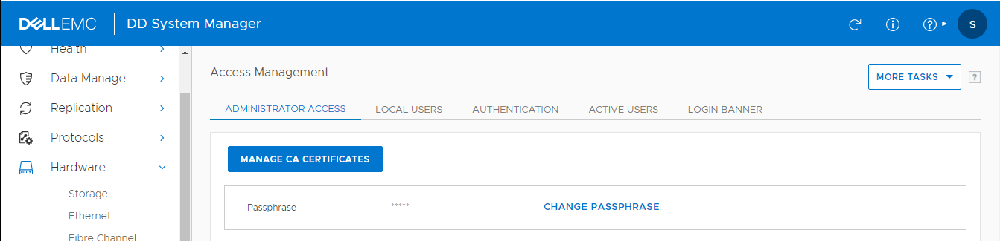 DELLEMC DD System Manager S
Health
Data Manage...
Replication
Protocols
Hardware
Storage
Ethernet
Fibre Channel
Access Management
MORE TASKS ?
ADMINISTRATOR ACCESS LOCAL USERS AUTHENTICATION ACTIVE USERS LOGIN BANNER
MANAGE CA CERTIFICATES
Passphrase ***** CHANGE PASSPHRASE